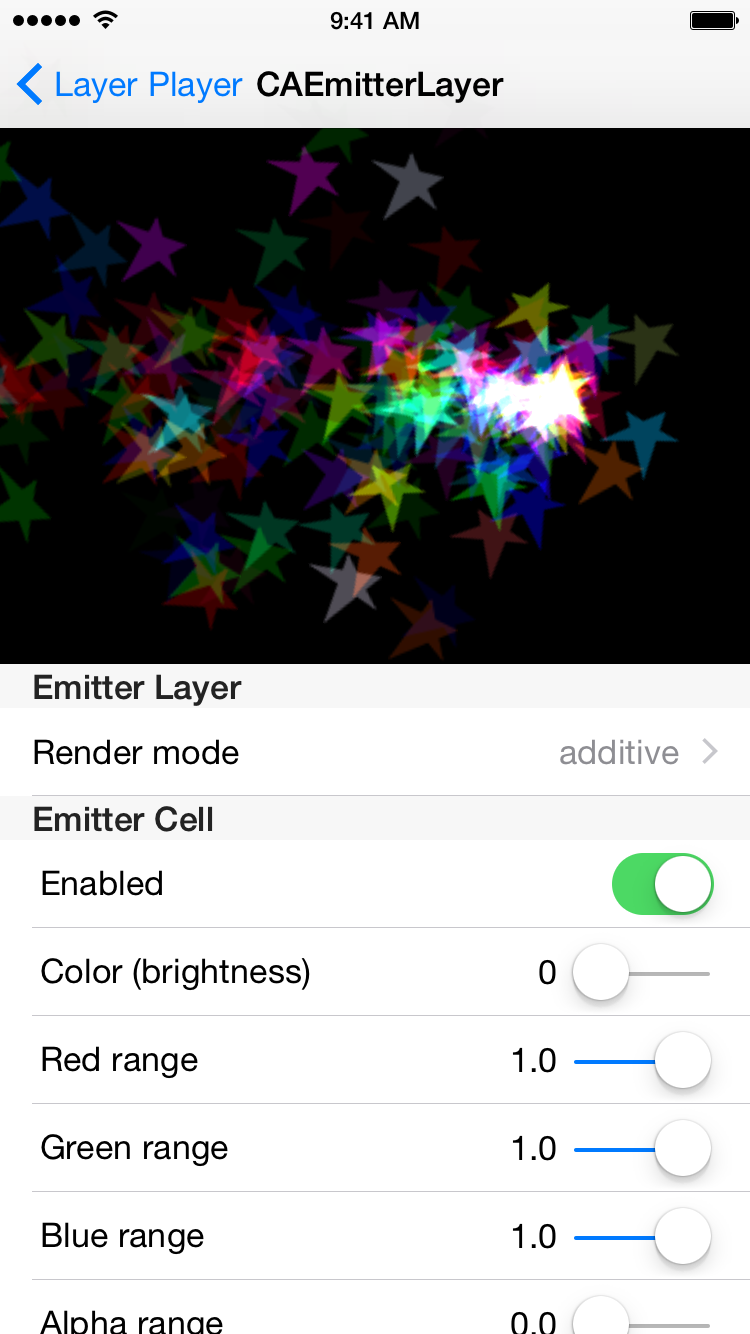 9:41 AM
Layer Player CAEmitterLayer
Emitter Layer
Render mode additive
Emitter Cell
Enabled
Color (brightness) 0
Red range 1.0
Green range 1.0
Blue range 1.0
Alpha range 0.0